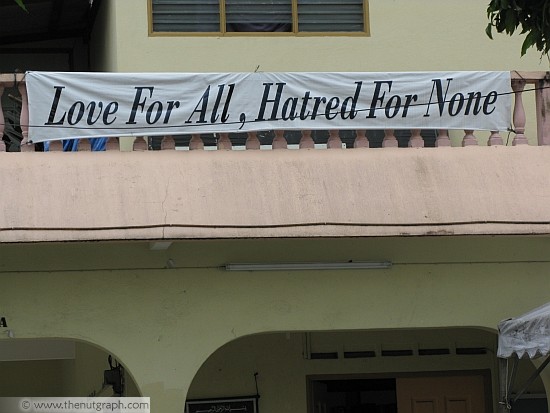 Love For All , Hatred For None
© www.thenutgraph.com